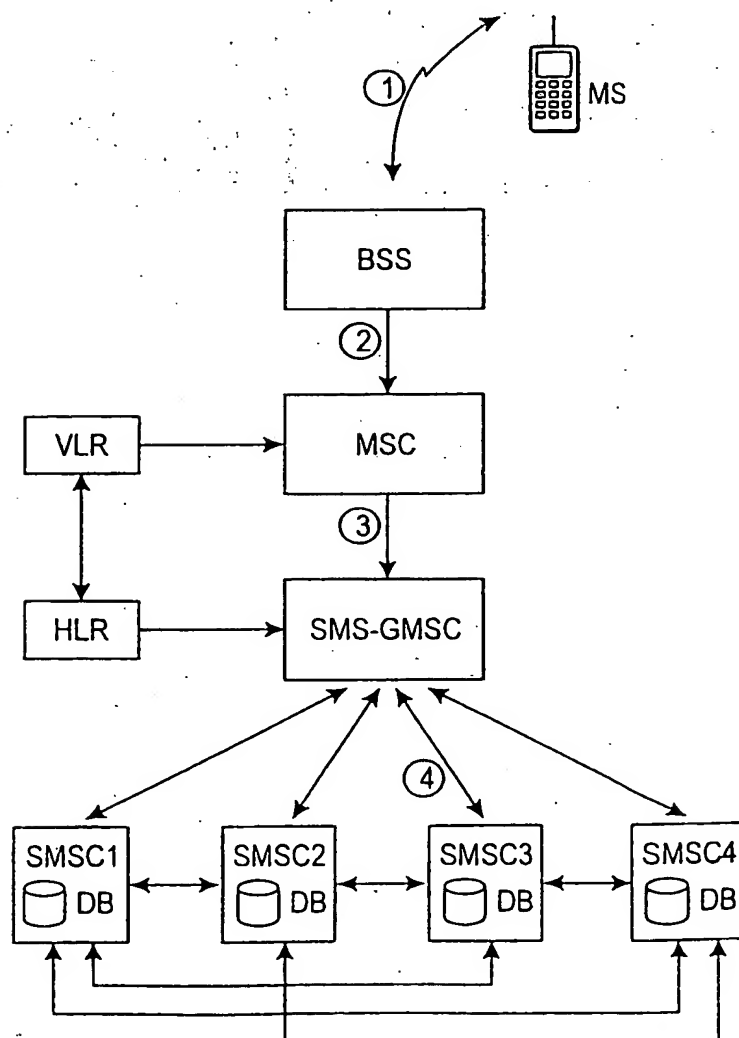 1
MS
BSS
2
VLR
MSC
3
HLR
SMS-GMSC
4
SMSC1
DB
SMSC2
DB
SMSC3
DB
SMSC4
DB